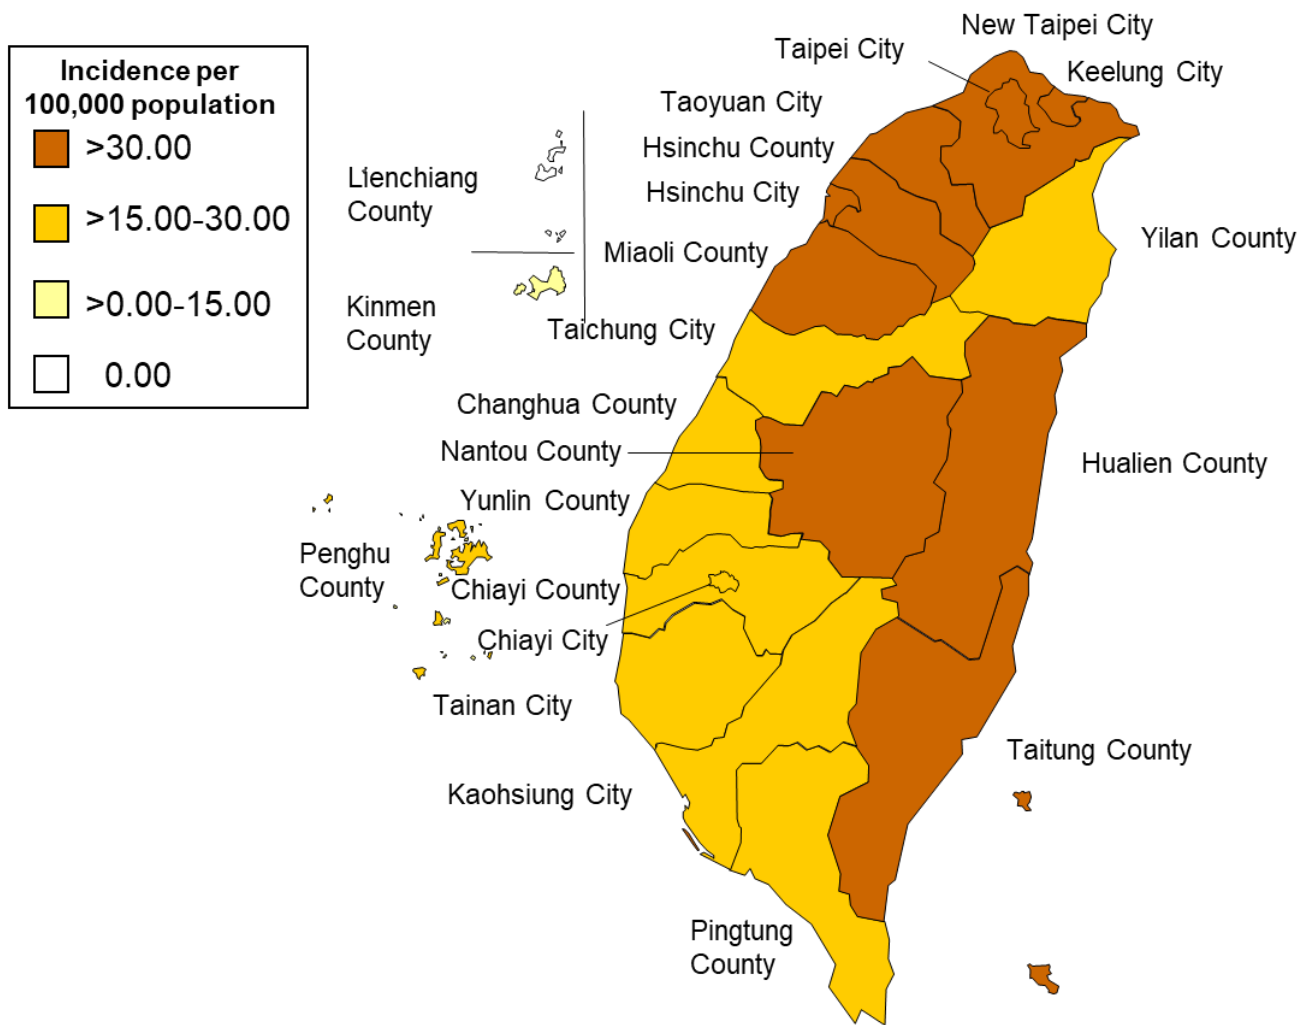 Incidence per
100,000 population
>30.00
>15.00-30.00
>0.00-15.00
0.00
New Taipei City
Taipei City
Keelung City
Taoyuan City
Hsinchu County
Lienchiang
County
Hsinchu City
Yilan County
Miaoli County
Kinmen
County
Taichung City
Changhua County
Nantou County
Hualien County
Yunlin County
Penghu
County
Chiayi County
Chiayi City
Tainan City
Taitung County
Kaohsiung City
Pingtung
County